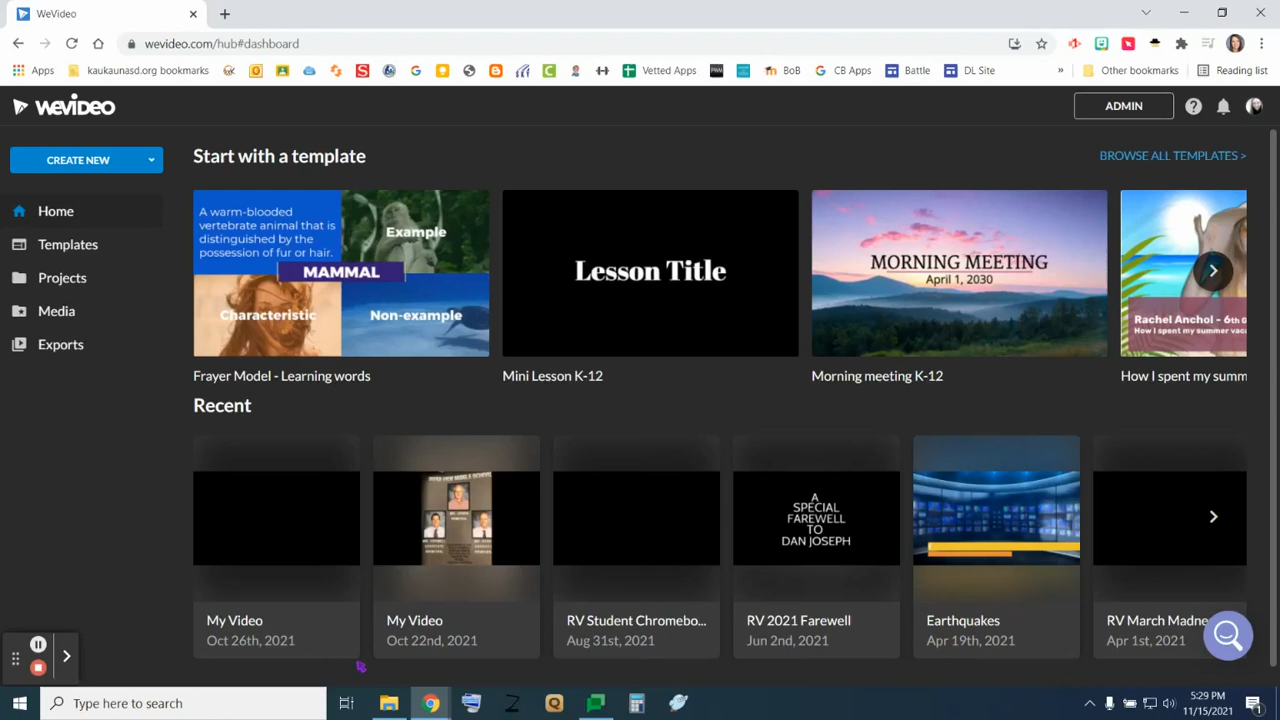 WeVideo
wevideo.com/hub#dashboard
Apps
kaukaunasd.org bookmarks
Vetted Apps
BoB
CB Apps
Battle
DL Site
Other bookmarks
Reading list
WEVIDEO
ADMIN
CREATE NEW
Home
Templates
Projects
Media
Exports
Start with a template
BROWSE ALL TEMPLATES >
A warm-blooded
vertebrate animal that is
distinguished by the
possession of fur or hair.
Example
MAMMAL
Characteristic
Non-example
Lesson Title
MORNING MEETING
April 1, 2030
Rachel Anchol - 6th G
How I spent my summer vaca
Frayer Model - Learning words
Mini Lesson K-12
Morning meeting K-12
How I spent my summ
Recent
A
SPECIAL
FAREWELL
TO
DAN JOSEPH
My Video
Oct 26th, 2021
My Video
Oct 22nd, 2021
RV Student Chromebo...
Aug 31st, 2021
RV 2021 Farewell
Jun 2nd, 2021
Earthquakes
Apr 19th, 2021
RV March Madne
Apr 1st, 2021
Type here to search
5:29 PM
11/15/2021